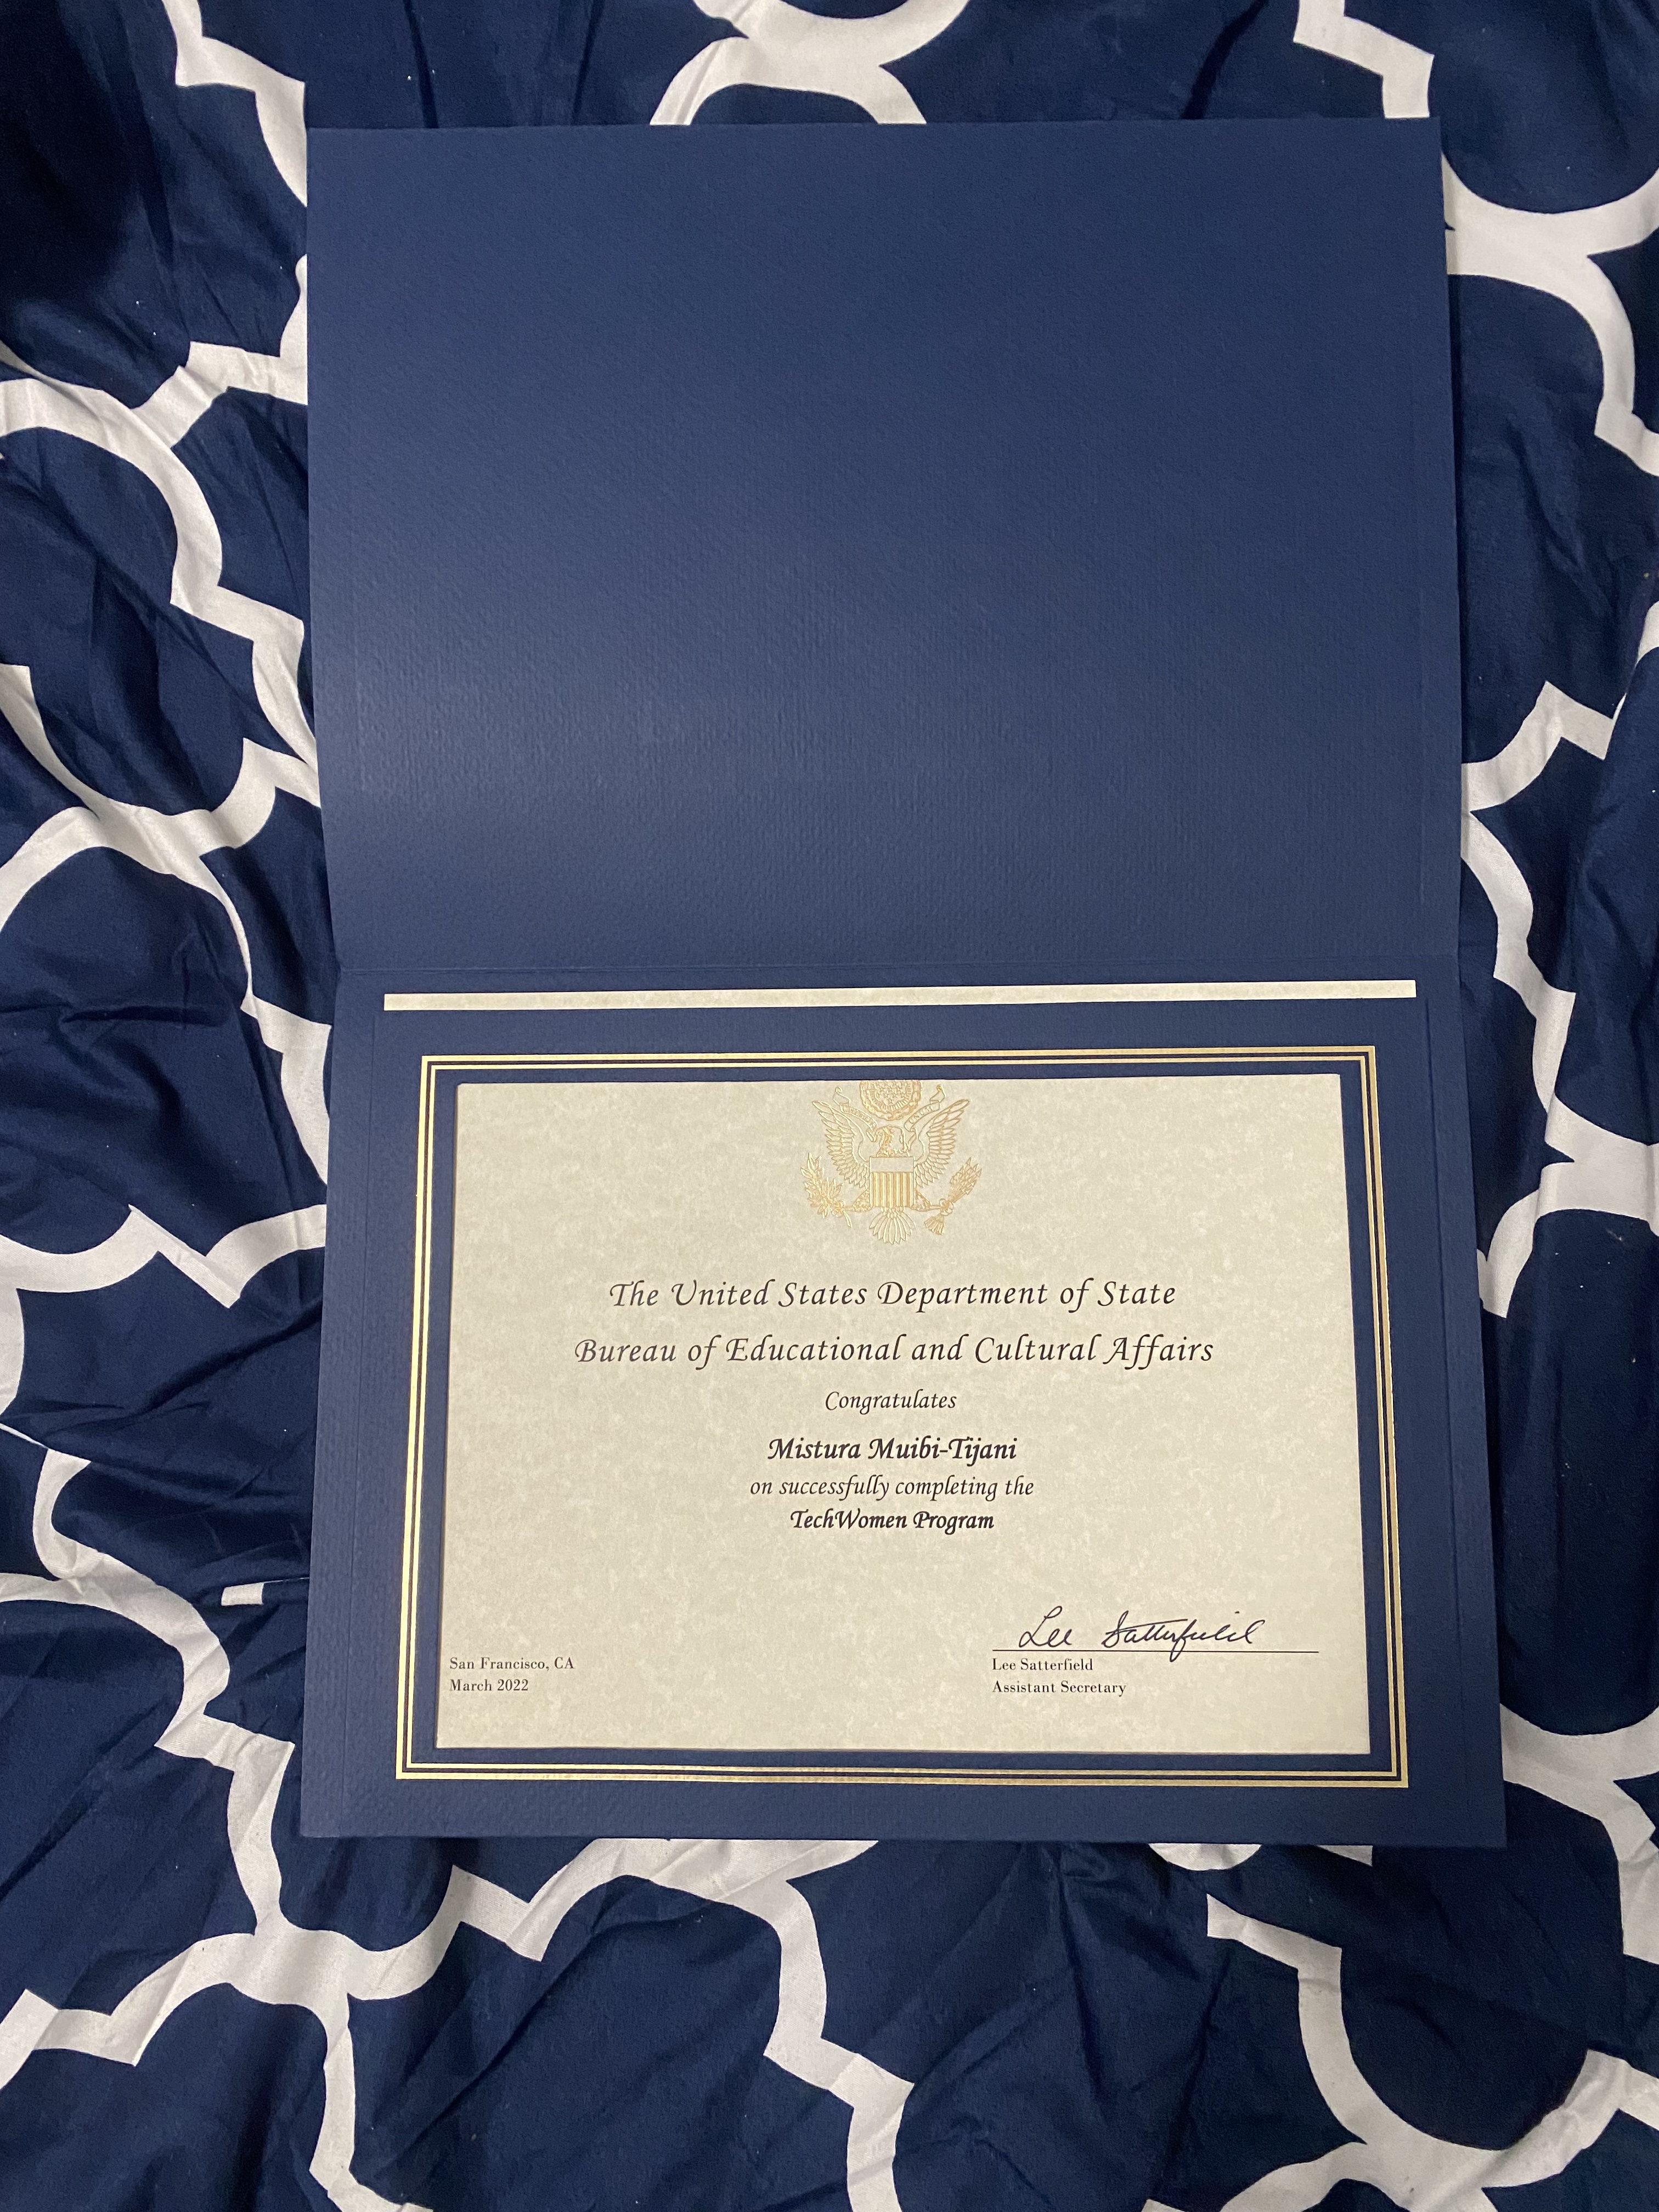 The United States Department of State
Bureau of Educational and Cultural Affairs
Congratulates
Mistura Muibi-Tijani
on successfully completing the
TechWomen Program
Lee Satterfield
San Francisco, CA
March 2022
Lee Satterfield
Assistant Secretary